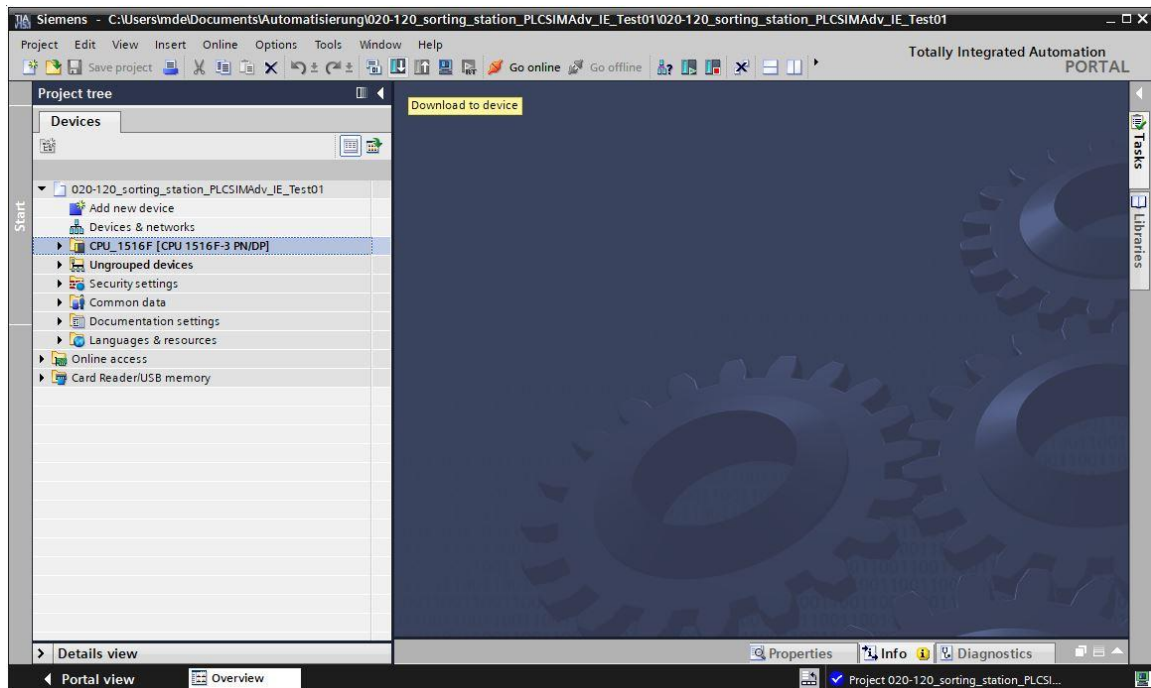 Siemens - C:\Users\mde\Documents\Automatisierung\020-120_sorting_station_PLCSIMAdv_IE_Test01\020-120_sorting_station_PLCSIMAdv_IE_Test01
Project Edit View Insert Online Options Tools Window Help
Totally Integrated Automation
PORTAL
Save project Go online Go offline
Project tree
Download to device
Devices
Tasks
Libraries
Start
020-120_sorting_station_PLCSIMAdv_IE_Test01
Add new device
Devices & networks
CPU_1516F [CPU 1516F-3 PN/DP]
Ungrouped devices
Security settings
Common data
Documentation settings
Languages & resources
Online access
Card Reader/USB memory
Details view
Properties Info Diagnostics
Portal view Overview Project 020-120_sorting_station_PLCSI...